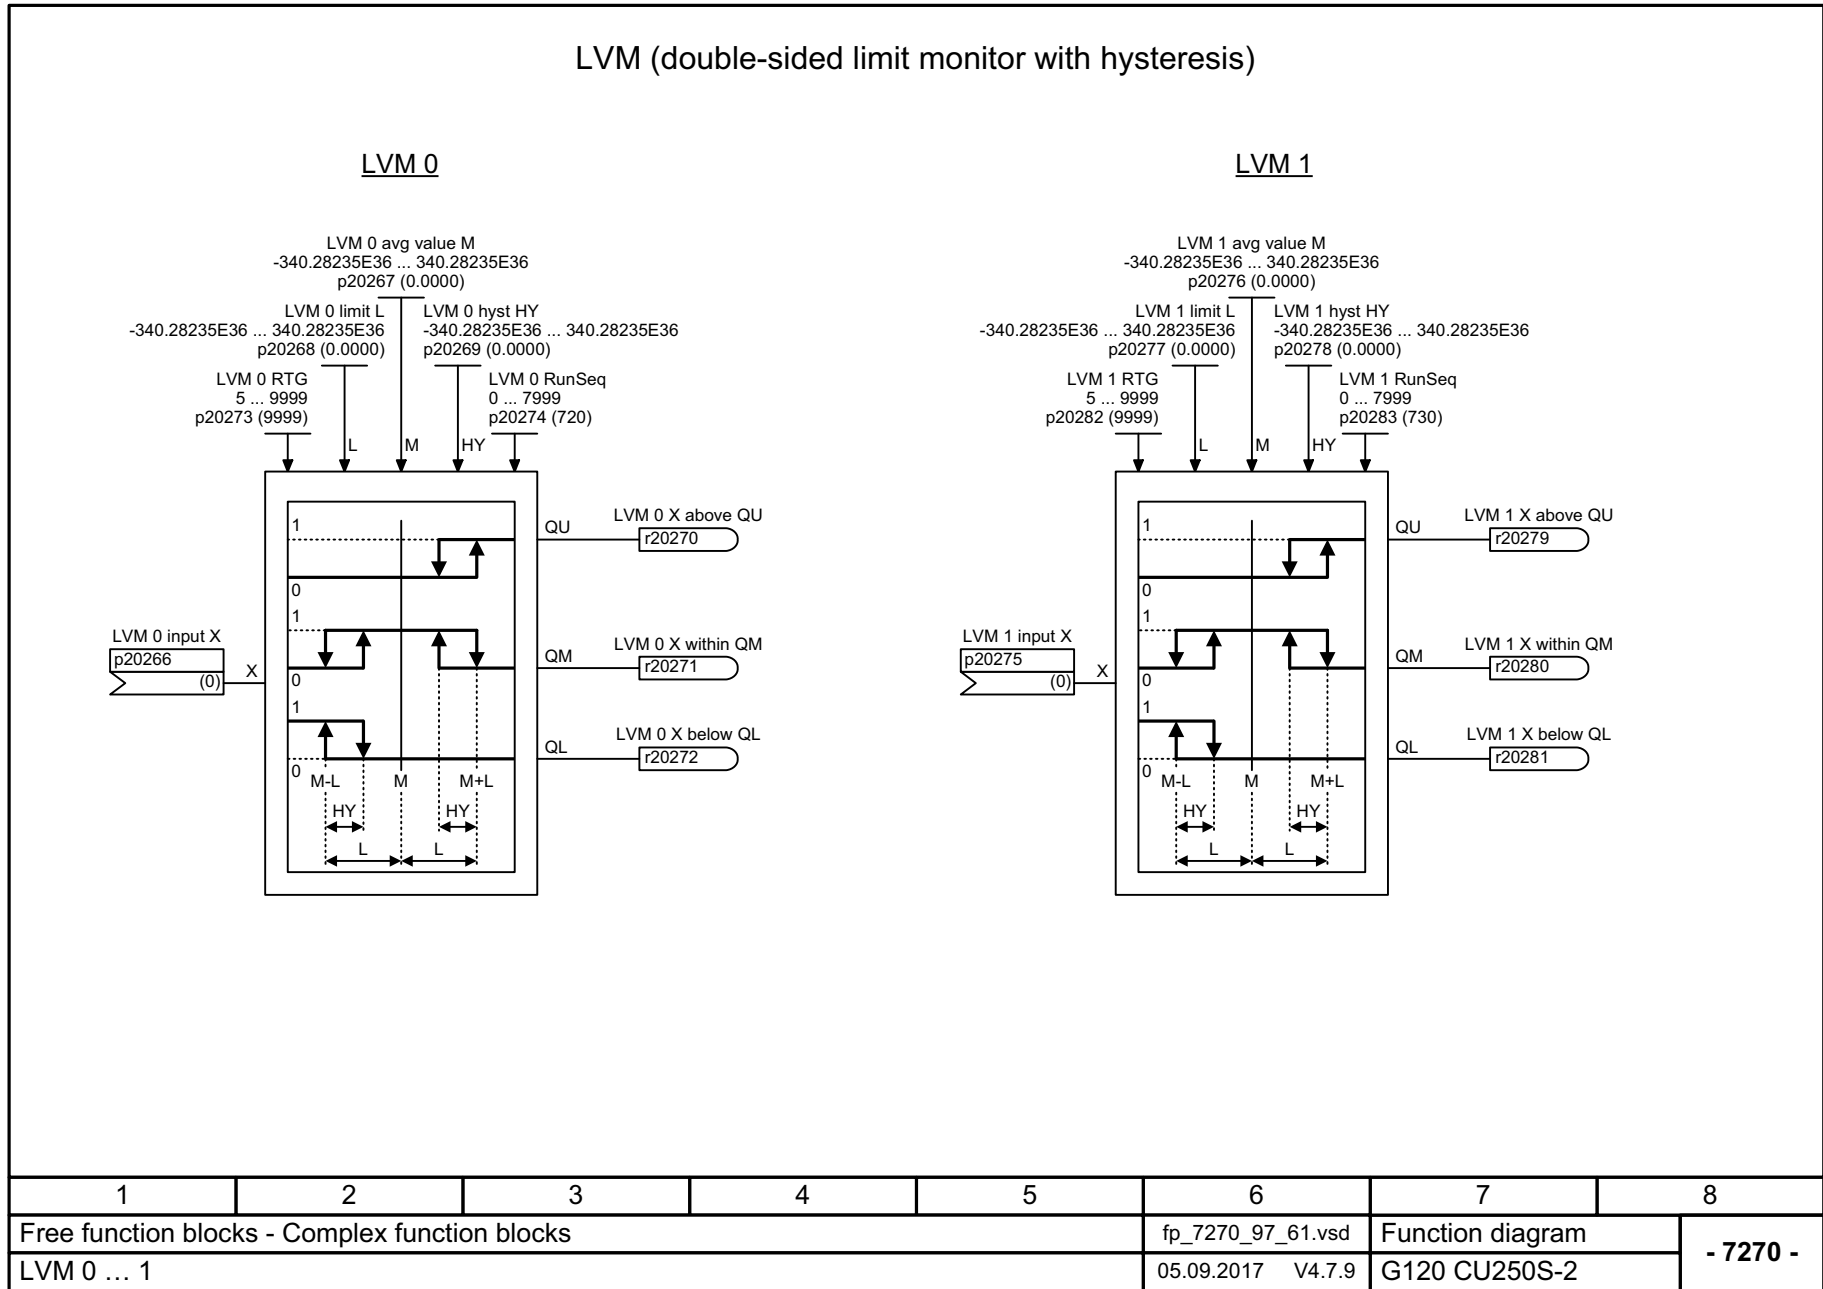 LVM (double-sided limit monitor with hysteresis)
LVM 0
LVM 0 avg value M
-340.28235E36 ... 340.28235E36
p20267 (0.0000)
LVM 0 limit L
-340.28235E36 ... 340.28235E36
p20268 (0.0000)
LVM 0 hyst HY
-340.28235E36 ... 340.28235E36
p20269 (0.0000)
LVM 0 RTG
5 ... 9999
p20273 (9999)
LVM 0 RunSeq
0 ... 7999
p20274 (720)
L
M
HY
LVM 0 input X
p20266
(0)
X
1
0
1
0
1
0
M-L
M
M+L
HY
HY
L
L
QU
LVM 0 X above QU
r20270
QM
LVM 0 X within QM
r20271
QL
LVM 0 X below QL
r20272
LVM 1
LVM 1 avg value M
-340.28235E36 ... 340.28235E36
p20276 (0.0000)
LVM 1 limit L
-340.28235E36 ... 340.28235E36
p20277 (0.0000)
LVM 1 hyst HY
-340.28235E36 ... 340.28235E36
p20278 (0.0000)
LVM 1 RTG
5 ... 9999
p20282 (9999)
LVM 1 RunSeq
0 ... 7999
p20283 (730)
L
M
HY
LVM 1 input X
p20275
(0)
X
1
0
1
0
1
0
M-L
M
M+L
HY
HY
L
L
QU
LVM 1 X above QU
r20279
QM
LVM 1 X within QM
r20280
QL
LVM 1 X below QL
r20281
1 2 3 4 5 6 7 8
Free function blocks - Complex function blocks
fp_7270_97_61.vsd
Function diagram
- 7270 -
LVM 0 … 1
05.09.2017 V4.7.9
G120 CU250S-2